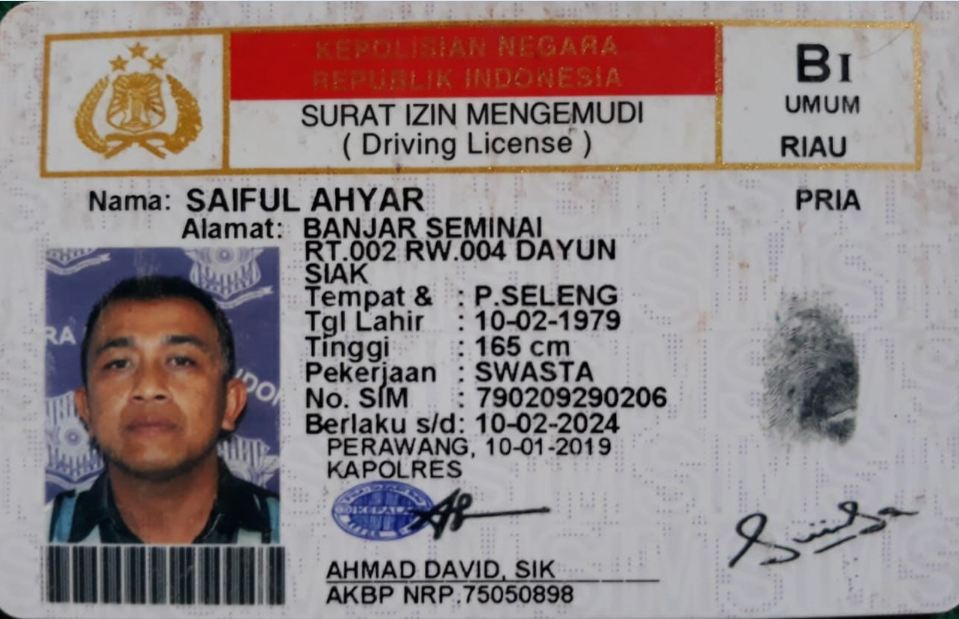 KEPOLISIAN NEGARA
REPUBLIK INDONESIA
SURAT IZIN MENGEMUDI
( Driving License )
BI
UMUM
RIAU
Nama: SAIFUL AHYAR
PRIA
Alamat: BANJAR SEMINAI
RT.002 RW.004 DAYUN
SIAK
Tempat & : P.SELENG
Tgl Lahir : 10-02-1979
Tinggi : 165 cm
Pekerjaan : SWASTA
No. SIM : 790209290206
Berlaku s/d: 10-02-2024
PERAWANG, 10-01-2019
KAPOLRES
KEPALA
AHMAD DAVID, SIK
AKBP NRP.75050898